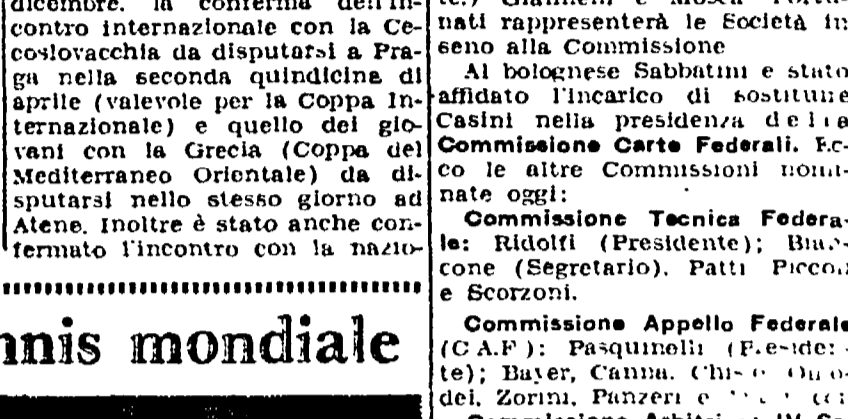 dicembre. la conferma dell'in-
contro internazionale con la Ce-
coslovacchia da disputarsi a Pra-
ga nella seconda quindicina di
aprile (valevole per la Coppa In-
ternazionale) e quello dei gio-
vani con la Grecia (Coppa del
Mediterraneo Orientale) da di-
sputarsi nello stesso giorno ad
Atene. Inoltre è stato anche con-
fermato l'incontro con la nazio-
nnis mondiale
nati rappresenterà le Società in
seno alla Commissione
Al bolognese Sabbatini e stato
affidato l'incarico di sostituire
Casini nella presidenza della
Commissione Carte Federali. Ec-
co le altre Commissioni nomi-
nate oggi:
Commissione Tecnica Federa-
le: Ridolfi (Presidente);
cone (Segretario). Patti
e Scorzoni.
Commissione Appello Federale
(C.A.F): Pasquinelli (Presiden-
te); Bayer, Canna.
dei, Zorini, Panzeri e